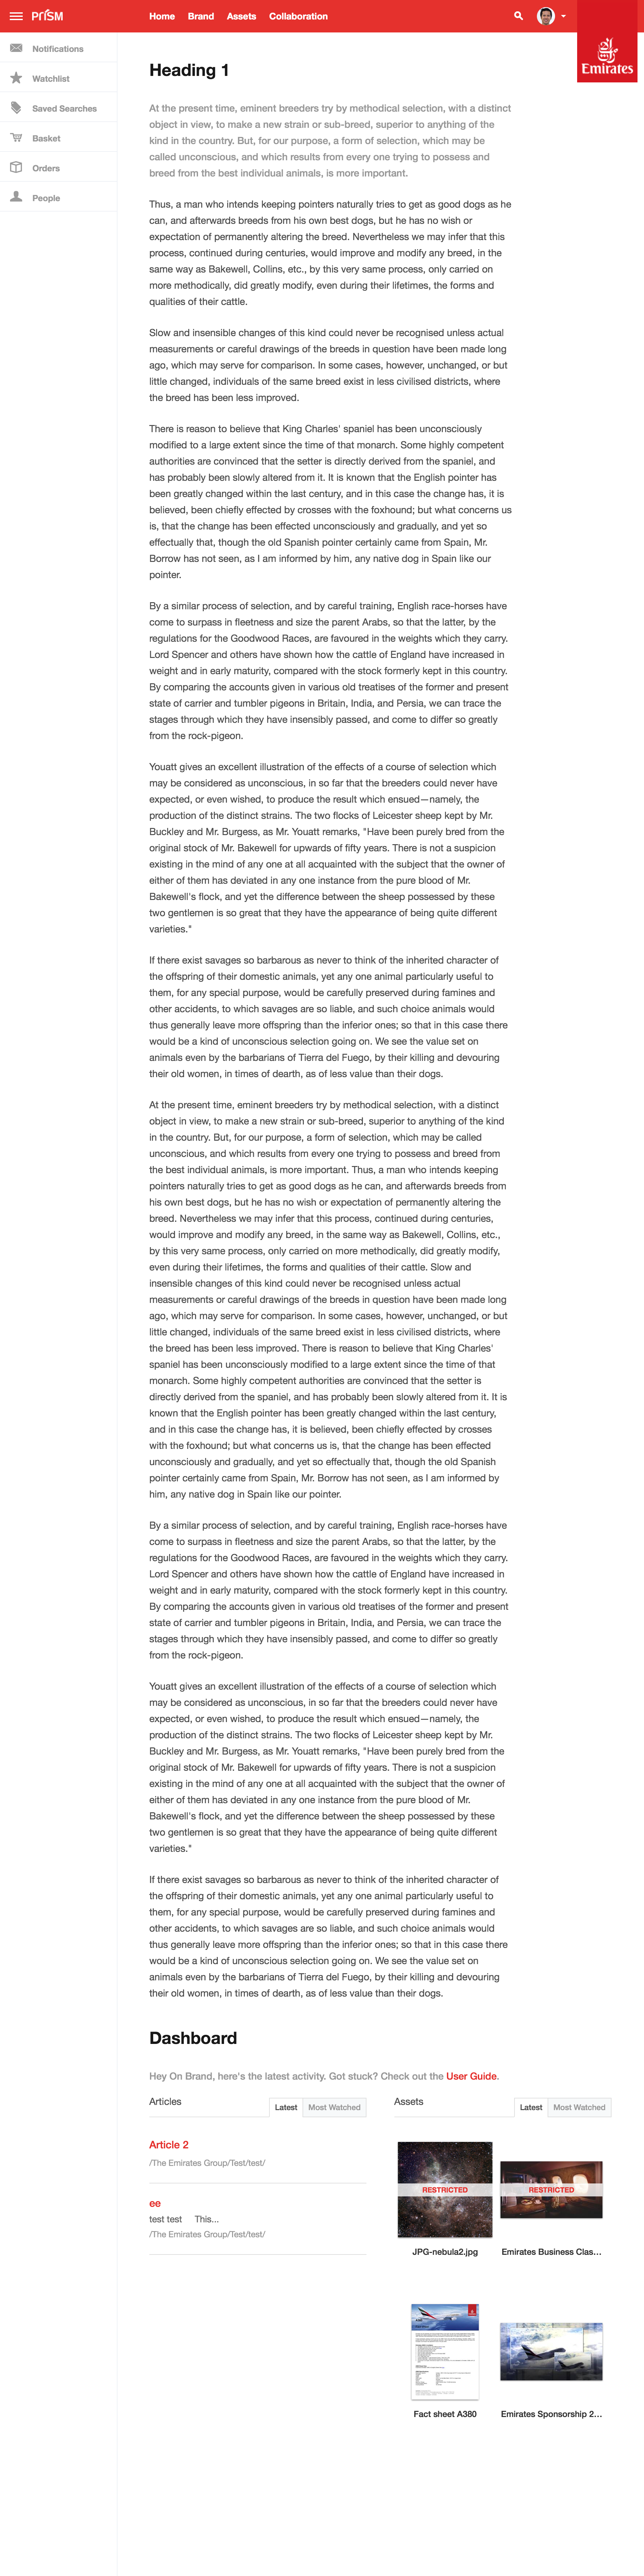 PriSM
Home Brand Assets Collaboration
Emirates
Notifications
Watchlist
Saved Searches
Basket
Orders
People
Heading 1
At the present time, eminent breeders try by methodical selection, with a distinct
object in view, to make a new strain or sub-breed, superior to anything of the
kind in the country. But, for our purpose, a form of selection, which may be
called unconscious, and which results from every one trying to possess and
breed from the best individual animals, is more important.
Thus, a man who intends keeping pointers naturally tries to get as good dogs as he
can, and afterwards breeds from his own best dogs, but he has no wish or
expectation of permanently altering the breed. Nevertheless we may infer that this
process, continued during centuries, would improve and modify any breed, in the
same way as Bakewell, Collins, etc., by this very same process, only carried on
more methodically, did greatly modify, even during their lifetimes, the forms and
qualities of their cattle.
Slow and insensible changes of this kind could never be recognised unless actual
measurements or careful drawings of the breeds in question have been made long
ago, which may serve for comparison. In some cases, however, unchanged, or but
little changed, individuals of the same breed exist in less civilised districts, where
the breed has been less improved.
There is reason to believe that King Charles' spaniel has been unconsciously
modified to a large extent since the time of that monarch. Some highly competent
authorities are convinced that the setter is directly derived from the spaniel, and
has probably been slowly altered from it. It is known that the English pointer has
been greatly changed within the last century, and in this case the change has, it is
believed, been chiefly effected by crosses with the foxhound; but what concerns us
is, that the change has been effected unconsciously and gradually, and yet so
effectually that, though the old Spanish pointer certainly came from Spain, Mr.
Borrow has not seen, as I am informed by him, any native dog in Spain like our
pointer.
By a similar process of selection, and by careful training, English race-horses have
come to surpass in fleetness and size the parent Arabs, so that the latter, by the
regulations for the Goodwood Races, are favoured in the weights which they carry.
Lord Spencer and others have shown how the cattle of England have increased in
weight and in early maturity, compared with the stock formerly kept in this country.
By comparing the accounts given in various old treatises of the former and present
state of carrier and tumbler pigeons in Britain, India, and Persia, we can trace the
stages through which they have insensibly passed, and come to differ so greatly
from the rock-pigeon.
Youatt gives an excellent illustration of the effects of a course of selection which
may be considered as unconscious, in so far that the breeders could never have
expected, or even wished, to produce the result which ensued—namely, the
production of the distinct strains. The two flocks of Leicester sheep kept by Mr.
Buckley and Mr. Burgess, as Mr. Youatt remarks, "Have been purely bred from the
original stock of Mr. Bakewell for upwards of fifty years. There is not a suspicion
existing in the mind of any one at all acquainted with the subject that the owner of
either of them has deviated in any one instance from the pure blood of Mr.
Bakewell's flock, and yet the difference between the sheep possessed by these
two gentlemen is so great that they have the appearance of being quite different
varieties."
If there exist savages so barbarous as never to think of the inherited character of
the offspring of their domestic animals, yet any one animal particularly useful to
them, for any special purpose, would be carefully preserved during famines and
other accidents, to which savages are so liable, and such choice animals would
thus generally leave more offspring than the inferior ones; so that in this case there
would be a kind of unconscious selection going on. We see the value set on
animals even by the barbarians of Tierra del Fuego, by their killing and devouring
their old women, in times of dearth, as of less value than their dogs.
At the present time, eminent breeders try by methodical selection, with a distinct
object in view, to make a new strain or sub-breed, superior to anything of the kind
in the country. But, for our purpose, a form of selection, which may be called
unconscious, and which results from every one trying to possess and breed from
the best individual animals, is more important. Thus, a man who intends keeping
pointers naturally tries to get as good dogs as he can, and afterwards breeds from
his own best dogs, but he has no wish or expectation of permanently altering the
breed. Nevertheless we may infer that this process, continued during centuries,
would improve and modify any breed, in the same way as Bakewell, Collins, etc.,
by this very same process, only carried on more methodically, did greatly modify,
even during their lifetimes, the forms and qualities of their cattle. Slow and
insensible changes of this kind could never be recognised unless actual
measurements or careful drawings of the breeds in question have been made long
ago, which may serve for comparison. In some cases, however, unchanged, or but
little changed, individuals of the same breed exist in less civilised districts, where
the breed has been less improved. There is reason to believe that King Charles'
spaniel has been unconsciously modified to a large extent since the time of that
monarch. Some highly competent authorities are convinced that the setter is
directly derived from the spaniel, and has probably been slowly altered from it. It is
known that the English pointer has been greatly changed within the last century,
and in this case the change has, it is believed, been chiefly effected by crosses
with the foxhound; but what concerns us is, that the change has been effected
unconsciously and gradually, and yet so effectually that, though the old Spanish
pointer certainly came from Spain, Mr. Borrow has not seen, as I am informed by
him, any native dog in Spain like our pointer.
By a similar process of selection, and by careful training, English race-horses have
come to surpass in fleetness and size the parent Arabs, so that the latter, by the
regulations for the Goodwood Races, are favoured in the weights which they carry.
Lord Spencer and others have shown how the cattle of England have increased in
weight and in early maturity, compared with the stock formerly kept in this country.
By comparing the accounts given in various old treatises of the former and present
state of carrier and tumbler pigeons in Britain, India, and Persia, we can trace the
stages through which they have insensibly passed, and come to differ so greatly
from the rock-pigeon.
Youatt gives an excellent illustration of the effects of a course of selection which
may be considered as unconscious, in so far that the breeders could never have
expected, or even wished, to produce the result which ensued—namely, the
production of the distinct strains. The two flocks of Leicester sheep kept by Mr.
Buckley and Mr. Burgess, as Mr. Youatt remarks, "Have been purely bred from the
original stock of Mr. Bakewell for upwards of fifty years. There is not a suspicion
existing in the mind of any one at all acquainted with the subject that the owner of
either of them has deviated in any one instance from the pure blood of Mr.
Bakewell's flock, and yet the difference between the sheep possessed by these
two gentlemen is so great that they have the appearance of being quite different
varieties."
If there exist savages so barbarous as never to think of the inherited character of
the offspring of their domestic animals, yet any one animal particularly useful to
them, for any special purpose, would be carefully preserved during famines and
other accidents, to which savages are so liable, and such choice animals would
thus generally leave more offspring than the inferior ones; so that in this case there
would be a kind of unconscious selection going on. We see the value set on
animals even by the barbarians of Tierra del Fuego, by their killing and devouring
their old women, in times of dearth, as of less value than their dogs.
Dashboard
Hey On Brand, here's the latest activity. Got stuck? Check out the User Guide.
Articles Latest Most Watched
Article 2
/The Emirates Group/Test/test/
ee
test test This...
/The Emirates Group/Test/test/
Assets Latest Most Watched
RESTRICTED RESTRICTED
JPG-nebula2.jpg Emirates Business Clas...
Fact sheet A380 Emirates Sponsorship 2...